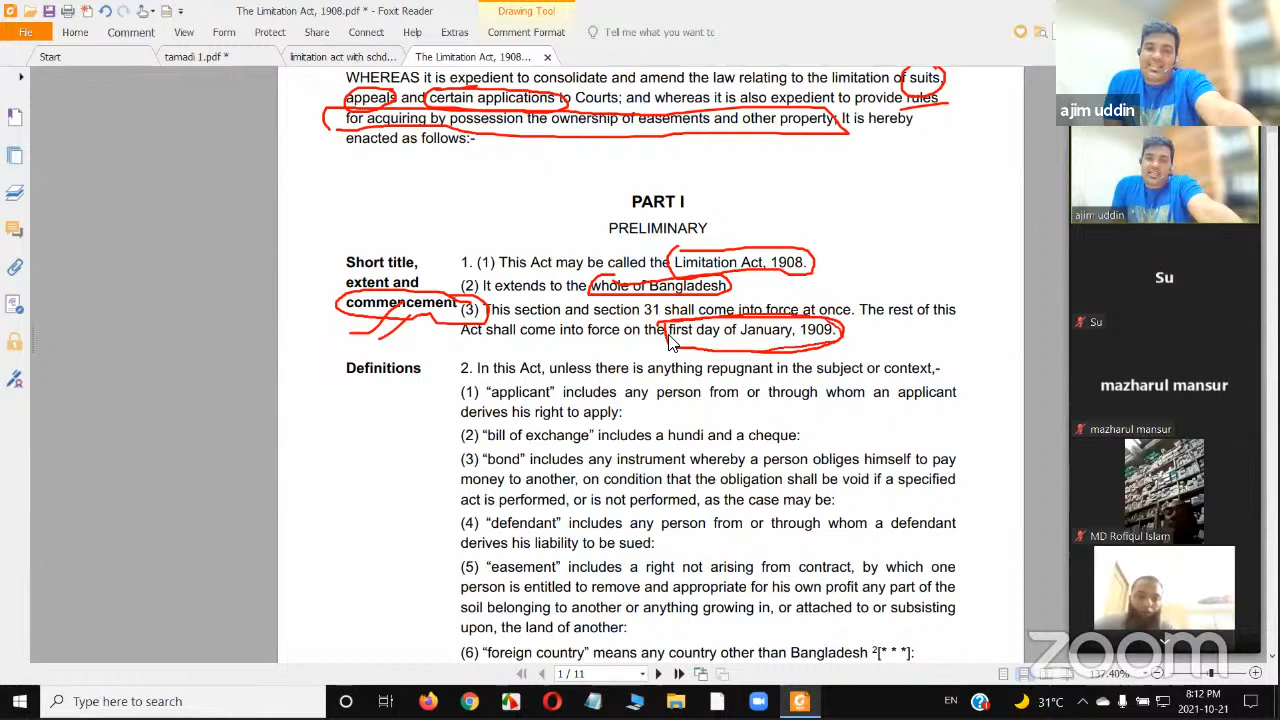 The Limitation Act, 1908.pdf * - Foxit Reader
Drawing Tool
File
Home
Comment
View
Form
Protect
Share
Connect
Help
Extras
Comment Format
Tell me what you want to
Start
tamadi 1.pdf *
limitation act with sched...
The Limitation Act, 1908...
WHEREAS it is expedient to consolidate and amend the law relating to the limitation of suits,
appeals and certain applications to Courts; and whereas it is also expedient to provide rules
for acquiring by possession the ownership of easements and other property; It is hereby
enacted as follows:-
PART I
PRELIMINARY
Short title,
extent and
commencement
1. (1) This Act may be called the Limitation Act, 1908.
(2) It extends to the whole of Bangladesh
(3) This section and section 31 shall come into force at once. The rest of this
Act shall come into force on the first day of January, 1909.
Definitions
2. In this Act, unless there is anything repugnant in the subject or context,-
(1) “applicant” includes any person from or through whom an applicant
derives his right to apply:
(2) “bill of exchange” includes a hundi and a cheque:
(3) “bond” includes any instrument whereby a person obliges himself to pay
money to another, on condition that the obligation shall be void if a specified
act is performed, or is not performed, as the case may be:
(4) “defendant” includes any person from or through whom a defendant
derives his liability to be sued:
(5) “easement” includes a right not arising from contract, by which one
person is entitled to remove and appropriate for his own profit any part of the
soil belonging to another or anything growing in, or attached to or subsisting
upon, the land of another:
(6) “foreign country” means any country other than Bangladesh 2[* * *]:
1 / 11
137.40%
ajim uddin
ajim uddin
Su
Su
mazharul mansur
mazharul mansur
MD Rofiqul Islam
zoom
Type here to search
EN
31°C
8:12 PM
2021-10-21